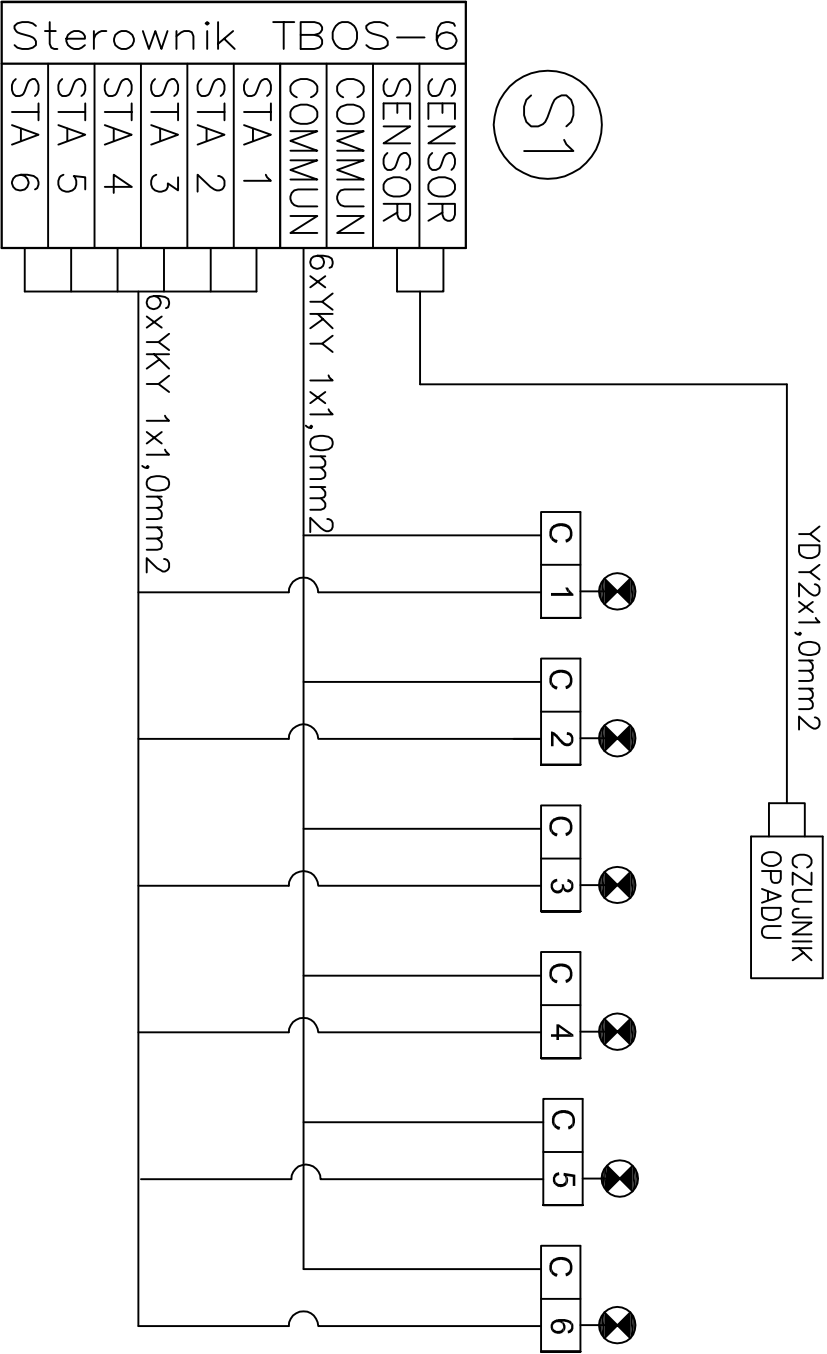 Sterownik TBOS-6
STA 6
STA 5
STA 4
STA 3
STA 2
STA 1
COMMUN
COMMUN
SENSOR
SENSOR
S1
6xYKY 1x1,0mm2
6xYKY 1x1,0mm2
YDY2x1,0mm2
CZUJNIK
OPADU
C
1
C
2
C
3
C
4
C
5
C
6